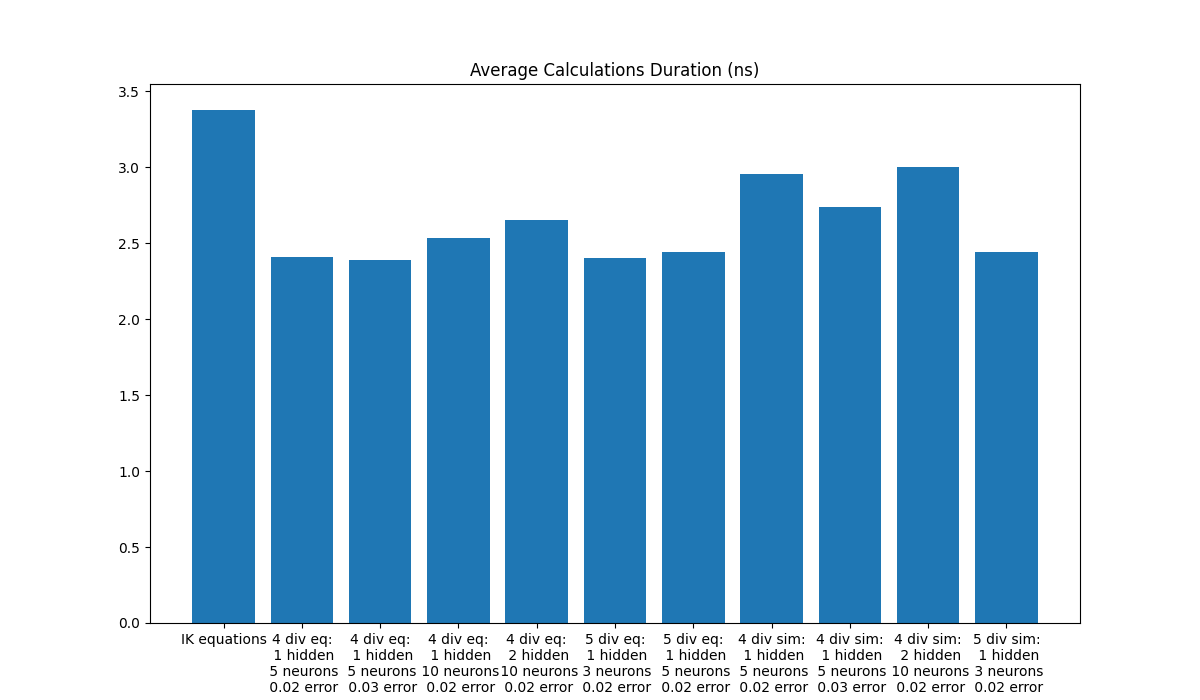 Average Calculations Duration (ns)
3.5
3.0
2.5
2.0
1.5
1.0
0.5
0.0
IK equations
4 div eq:
1 hidden
5 neurons
0.02 error
4 div eq:
1 hidden
5 neurons
0.03 error
4 div eq:
1 hidden
10 neurons
0.02 error
4 div eq:
2 hidden
10 neurons
0.02 error
5 div eq:
1 hidden
3 neurons
0.02 error
5 div eq:
1 hidden
5 neurons
0.02 error
4 div sim:
1 hidden
5 neurons
0.02 error
4 div sim:
1 hidden
5 neurons
0.03 error
4 div sim:
2 hidden
10 neurons
0.02 error
5 div sim:
1 hidden
3 neurons
0.02 error